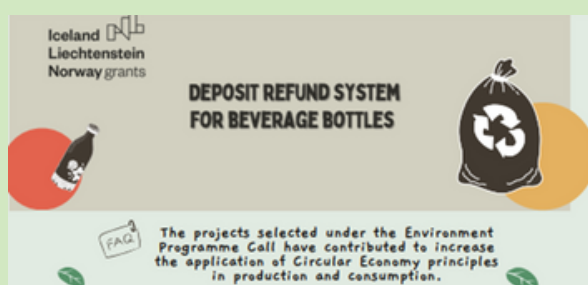 Iceland
Liechtenstein
Norway grants
DEPOSIT REFUND SYSTEM
FOR BEVERAGE BOTTLES
FAQ
The projects selected under the Environment
Programme Call have contributed to increase
the application of Circular Economy principles
in production and consumption.